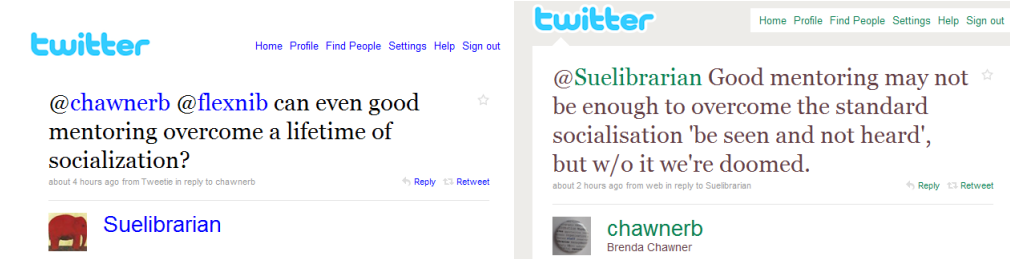 twitter
Home Profile Find People Settings Help Sign out
@chawnerb @flexnib can even good
mentoring overcome a lifetime of
socialization?
about 4 hours ago from Tweetie in reply to chawnerb
Reply Retweet
Suelibrarian
twitter
Home Profile Find People Settings Help Sign out
@Suelibrarian Good mentoring may not
be enough to overcome the standard
socialisation 'be seen and not heard',
but w/o it we're doomed.
about 2 hours ago from web in reply to Suelibrarian
Reply Retweet
chawnerb
Brenda Chawner